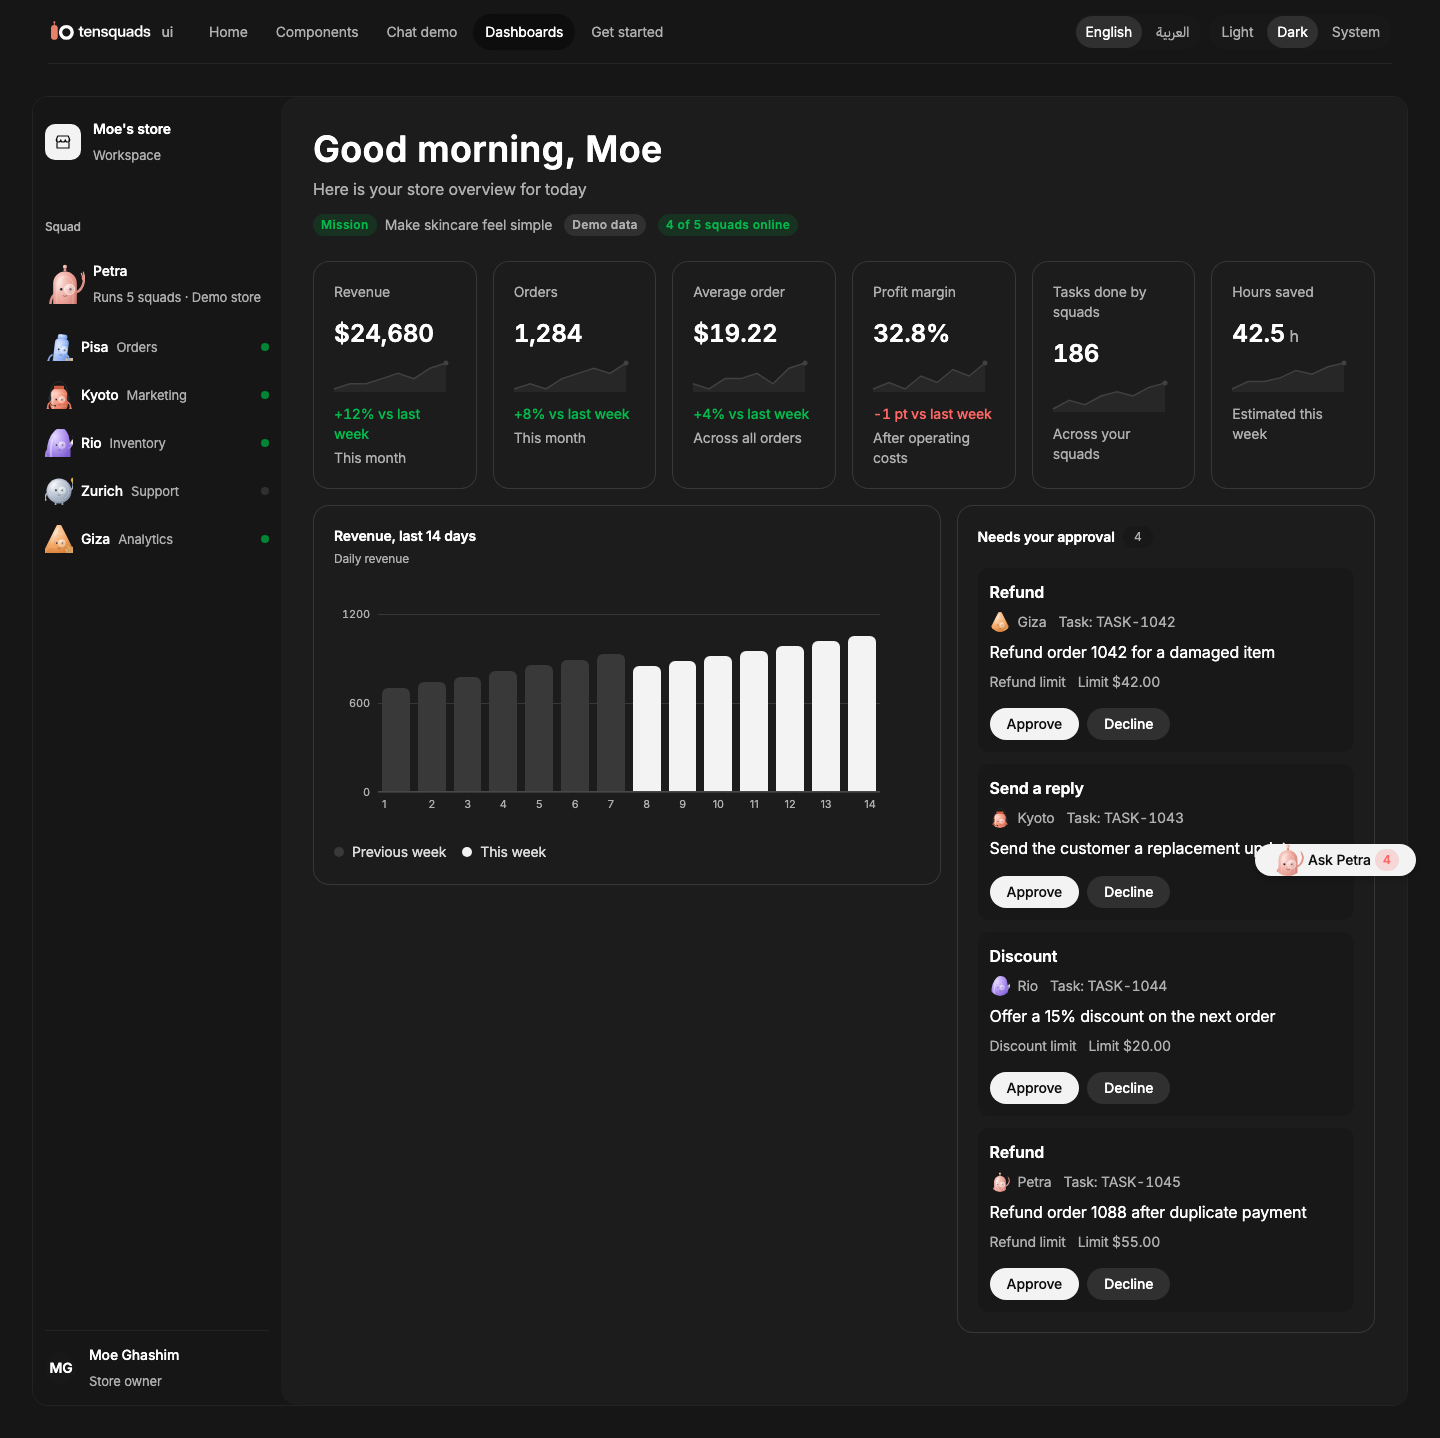 tensquads ui
Home
Components
Chat demo
Dashboards
Get started
English
العربية
Light
Dark
System
Moe's store
Workspace
Squad
Petra
Runs 5 squads · Demo store
Pisa Orders
Kyoto Marketing
Rio Inventory
Zurich Support
Giza Analytics
MG
Moe Ghashim
Store owner
Good morning, Moe
Here is your store overview for today
Mission Make skincare feel simple Demo data 4 of 5 squads online
Revenue
$24,680
+12% vs last
week
This month
Orders
1,284
+8% vs last week
This month
Average order
$19.22
+4% vs last week
Across all orders
Profit margin
32.8%
-1 pt vs last week
After operating
costs
Tasks done by
squads
186
Across your
squads
Hours saved
42.5 h
Estimated this
week
Revenue, last 14 days
Daily revenue
1200
600
0
1 2 3 4 5 6 7 8 9 10 11 12 13 14
Previous week This week
Needs your approval 4
Refund
Giza Task: TASK-1042
Refund order 1042 for a damaged item
Refund limit Limit $42.00
Approve Decline
Send a reply
Kyoto Task: TASK-1043
Send the customer a replacement
Ask Petra 4
Approve Decline
Discount
Rio Task: TASK-1044
Offer a 15% discount on the next order
Discount limit Limit $20.00
Approve Decline
Refund
Petra Task: TASK-1045
Refund order 1088 after duplicate payment
Refund limit Limit $55.00
Approve Decline